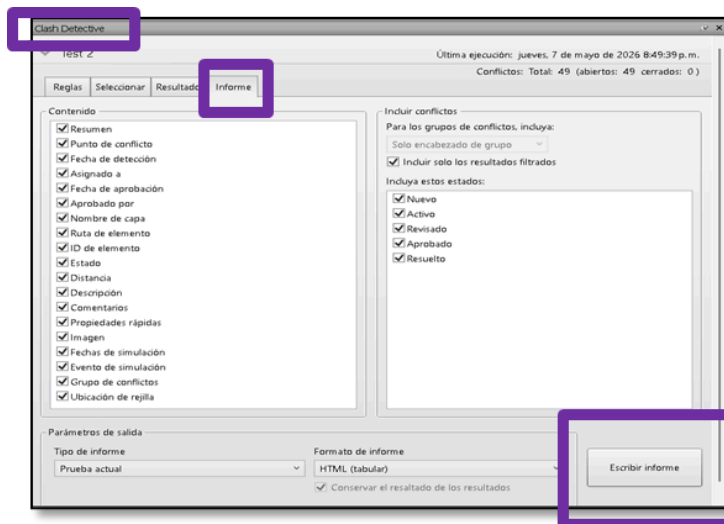 Clash Detective
Test 2
Última ejecución: jueves, 7 de mayo de 2026 8:49:39 p.m.
Conflictos: Total: 49 (abiertos: 49 cerrados: 0)
Reglas Seleccionar Resultado Informe
Contenido
Resumen
Punto de conflicto
Fecha de detección
Asignado a
Fecha de aprobación
Aprobado por
Nombre de capa
Ruta de elemento
ID de elemento
Estado
Distancia
Descripción
Comentarios
Propiedades rápidas
Imagen
Fechas de simulación
Evento de simulación
Grupo de conflictos
Ubicación de rejilla
Incluir conflictos
Para los grupos de conflictos, incluya:
Solo encabezado de grupo
Incluir solo los resultados filtrados
Incluya estos estados:
Nuevo
Activo
Revisado
Aprobado
Resuelto
Parámetros de salida
Tipo de informe
Prueba actual
Formato de informe
HTML (tabular)
Conservar el resaltado de los resultados
Escribir informe